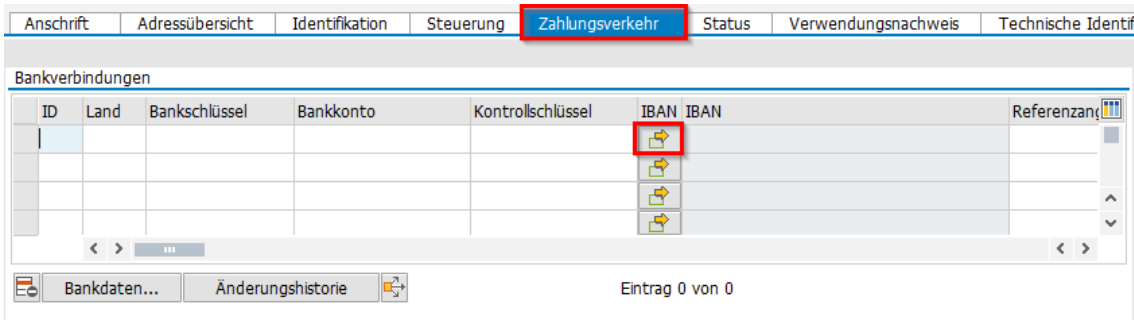 Anschrift Adressübersicht Identifikation Steuerung Zahlungsverkehr Status Verwendungsnachweis Technische Identif
Bankverbindungen
ID Land Bankschlüssel Bankkonto Kontrollschlüssel IBAN IBAN Referenzang
Bankdaten... Änderungshistorie Eintrag 0 von 0